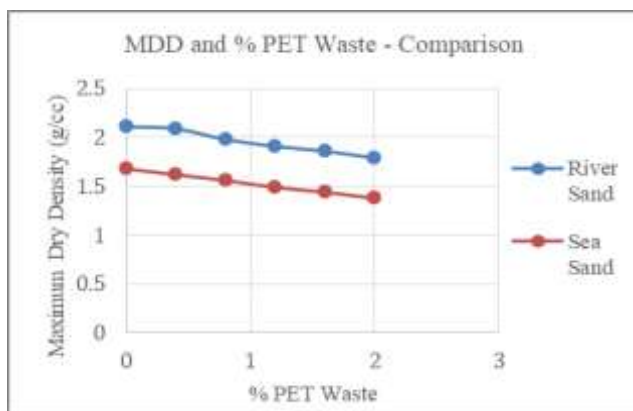 MDD and % PET Waste - Comparison
Maximum Dry Density (g/cc)
2.5
2
1.5
1
0.5
0
0 1 2 3
% PET Waste
River
Sand
Sea
Sand